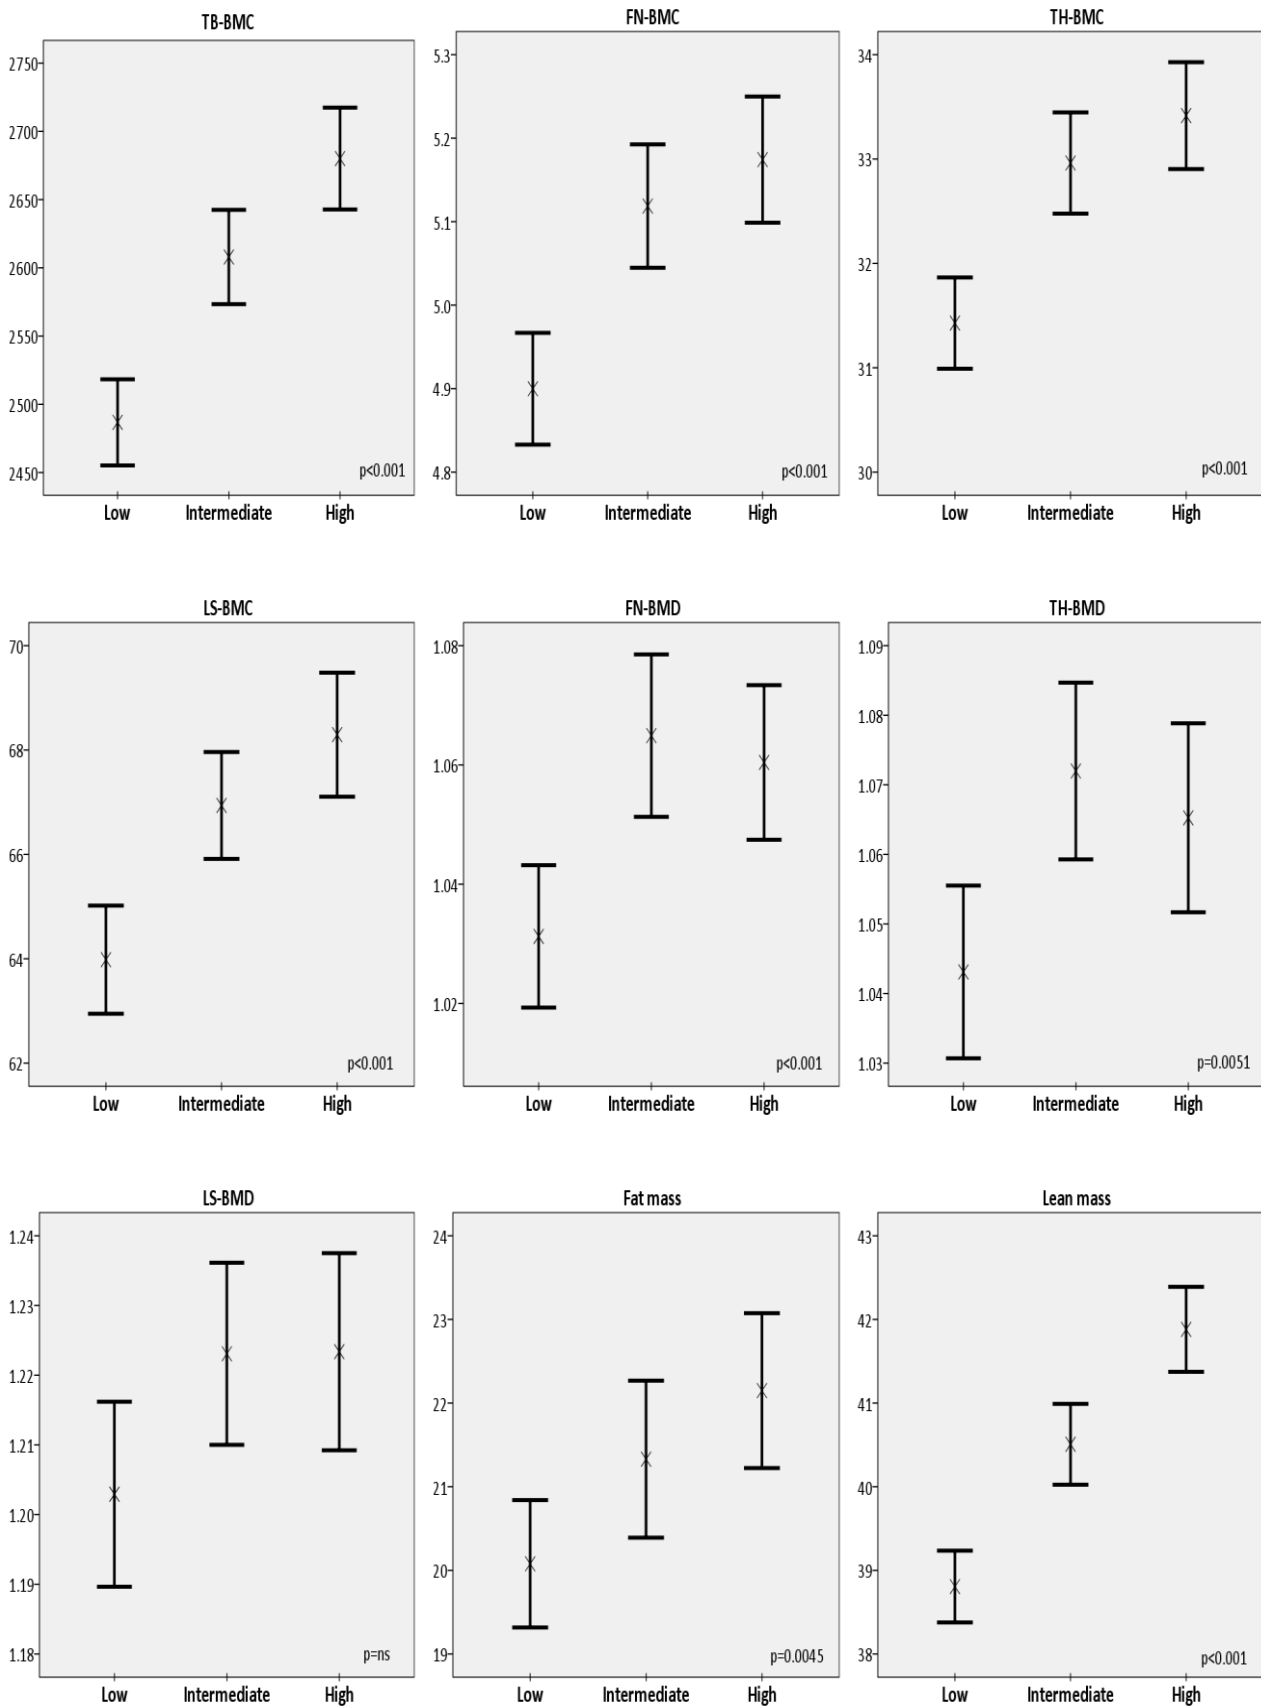 TB-BMC
2750
2700
2650
2600
2550
2500
2450
p<0.001
Low Intermediate High
FN-BMC
5.3
5.2
5.1
5.0
4.9
4.8
p<0.001
Low Intermediate High
TH-BMC
34
33
32
31
30
p<0.001
Low Intermediate High
LS-BMC
70
68
66
64
62
p<0.001
Low Intermediate High
FN-BMD
1.08
1.06
1.04
1.02
p<0.001
Low Intermediate High
TH-BMD
1.09
1.08
1.07
1.06
1.05
1.04
1.03
p=0.0051
Low Intermediate High
LS-BMD
1.24
1.23
1.22
1.21
1.20
1.19
1.18
p=ns
Low Intermediate High
Fat mass
24
23
22
21
20
19
p=0.0045
Low Intermediate High
Lean mass
43
42
41
40
39
38
p<0.001
Low Intermediate High